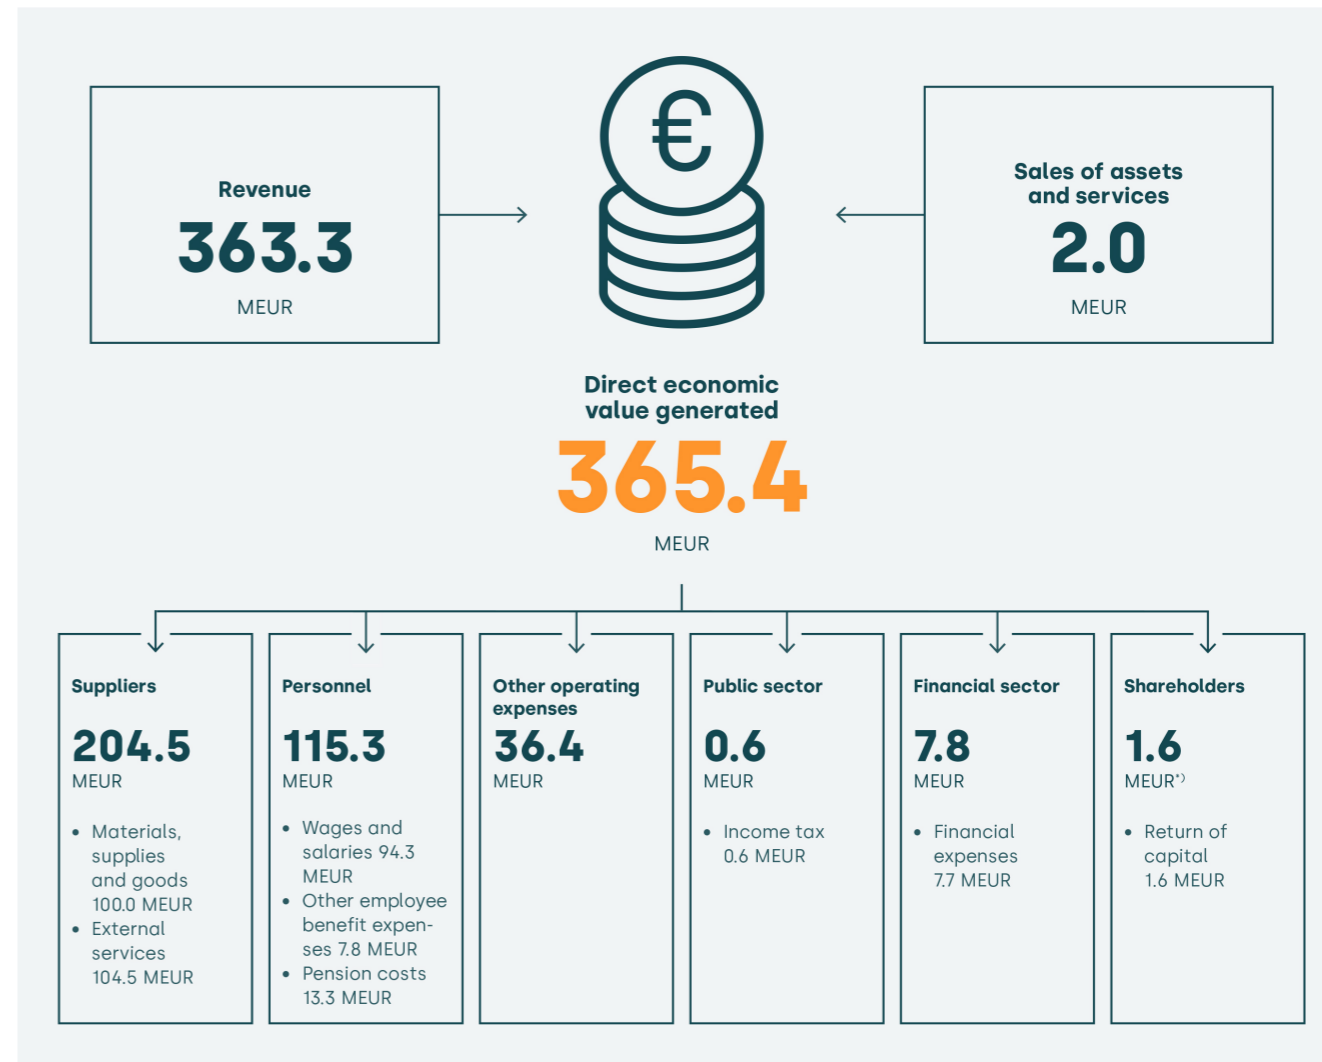 €
Revenue
363.3
MEUR
Sales of assets
and services
2.0
MEUR
Direct economic
value generated
365.4
MEUR
Suppliers
204.5
MEUR
• Materials,
supplies
and goods
100.0 MEUR
• External
services
104.5 MEUR
Personnel
115.3
MEUR
• Wages and
salaries 94.3
MEUR
• Other employee
benefit expen-
ses 7.8 MEUR
• Pension costs
13.3 MEUR
Other operating
expenses
36.4
MEUR
Public sector
0.6
MEUR
• Income tax
0.6 MEUR
Financial sector
7.8
MEUR
• Financial
expenses
7.7 MEUR
Shareholders
1.6
MEUR*)
• Return of
capital
1.6 MEUR